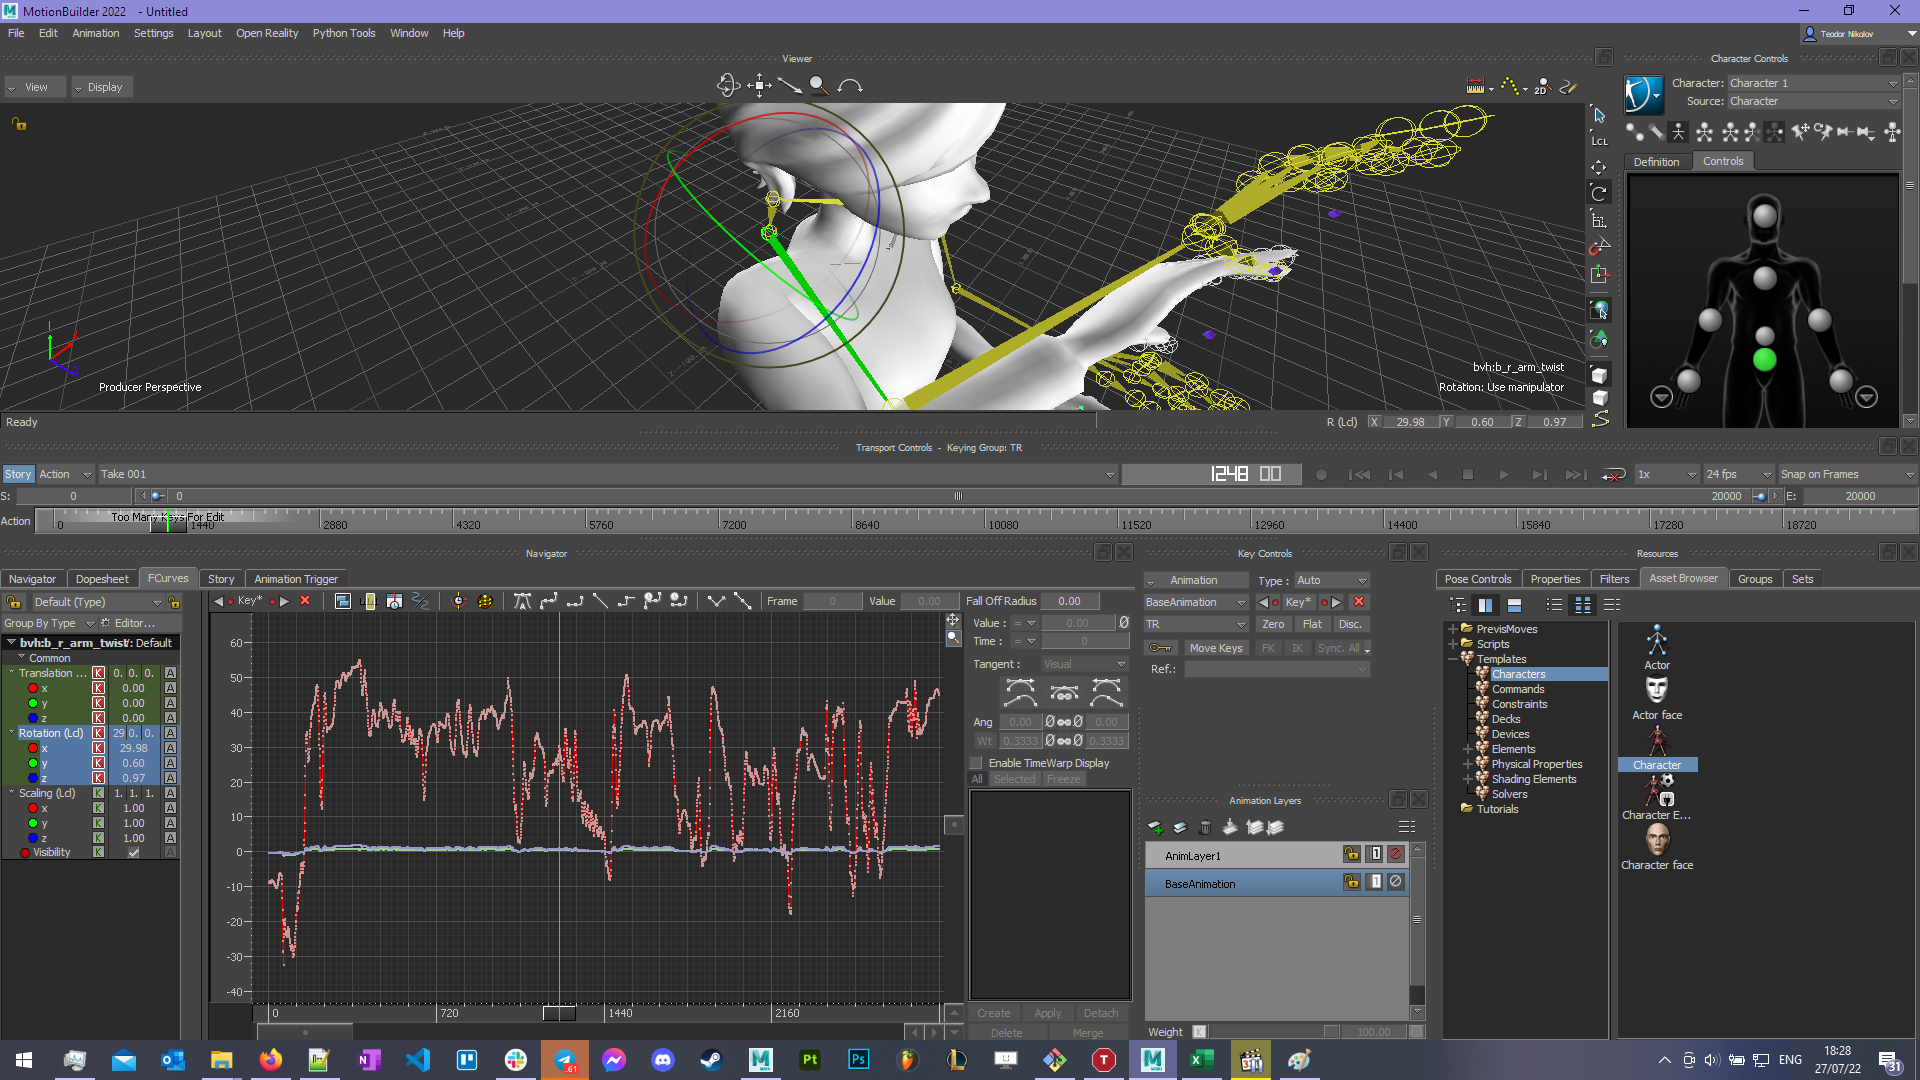 MotionBuilder 2022 - Untitled
File Edit Animation Settings Layout Open Reality Python Tools Window Help
Teodor Nikolov
Viewer
Character Controls
View Display
2D
Character: Character 1
Source: Character
LCL
Definition Controls
Producer Perspective
bvh:b_r_arm_twist
Rotation: Use manipulator
Ready
R (Lcl) X 29.98 Y 0.60 Z 0.97
Transport Controls - Keying Group: TR
Story Action Take 001 1248 00 1x 24 fps Snap on Frames
S: 0 0 20000 E: 20000
Action Too Many Keys For Edit
0 1440 2880 4320 5760 7200 8640 10080 11520 12960 14400 15840 17280 18720
Navigator
Key Controls
Resources
Navigator Dopesheet FCurves Story Animation Trigger
Animation Type : Auto
Pose Controls Properties Filters Asset Browser Groups Sets
Default (Type) Key* Frame 0 Value 0.00 Fall Off Radius 0.00
BaseAnimation Key*
Group By Type Editor...
Value : = 0.00
TR Zero Flat Disc.
Time : = 0
Move Keys FK IK Sync. All
Ref.:
bvh:b_r_arm_twist/: Default
Common
Translation ... K 0. 0. 0. A
x K 0.00 A
y K 0.00 A
z K 0.00 A
Rotation (Lcl) K 29 0. 0. A
x K 29.98 A
y K 0.60 A
z K 0.97 A
Scaling (Lcl) K 1. 1. 1. A
x K 1.00 A
y K 1.00 A
z K 1.00 A
Visibility K A
60
50
40
30
20
10
0
-10
-20
-30
-40
0 720 1440 2160
Tangent : Visual
Ang 0.00 0.00
Wt 0.3333 0.3333
Enable TimeWarp Display
All Selected Freeze
Create Apply Detach
Delete Merge
Animation Layers
AnimLayer1 1
BaseAnimation 1
Weight K 100.00 A
PrevisMoves
Scripts
Templates
Characters
Commands
Constraints
Decks
Devices
Elements
Physical Properties
Shading Elements
Solvers
Tutorials
Actor
Actor face
Character
Character E...
Character face
61
Pt
Ps
ENG
18:28
27/07/22
31